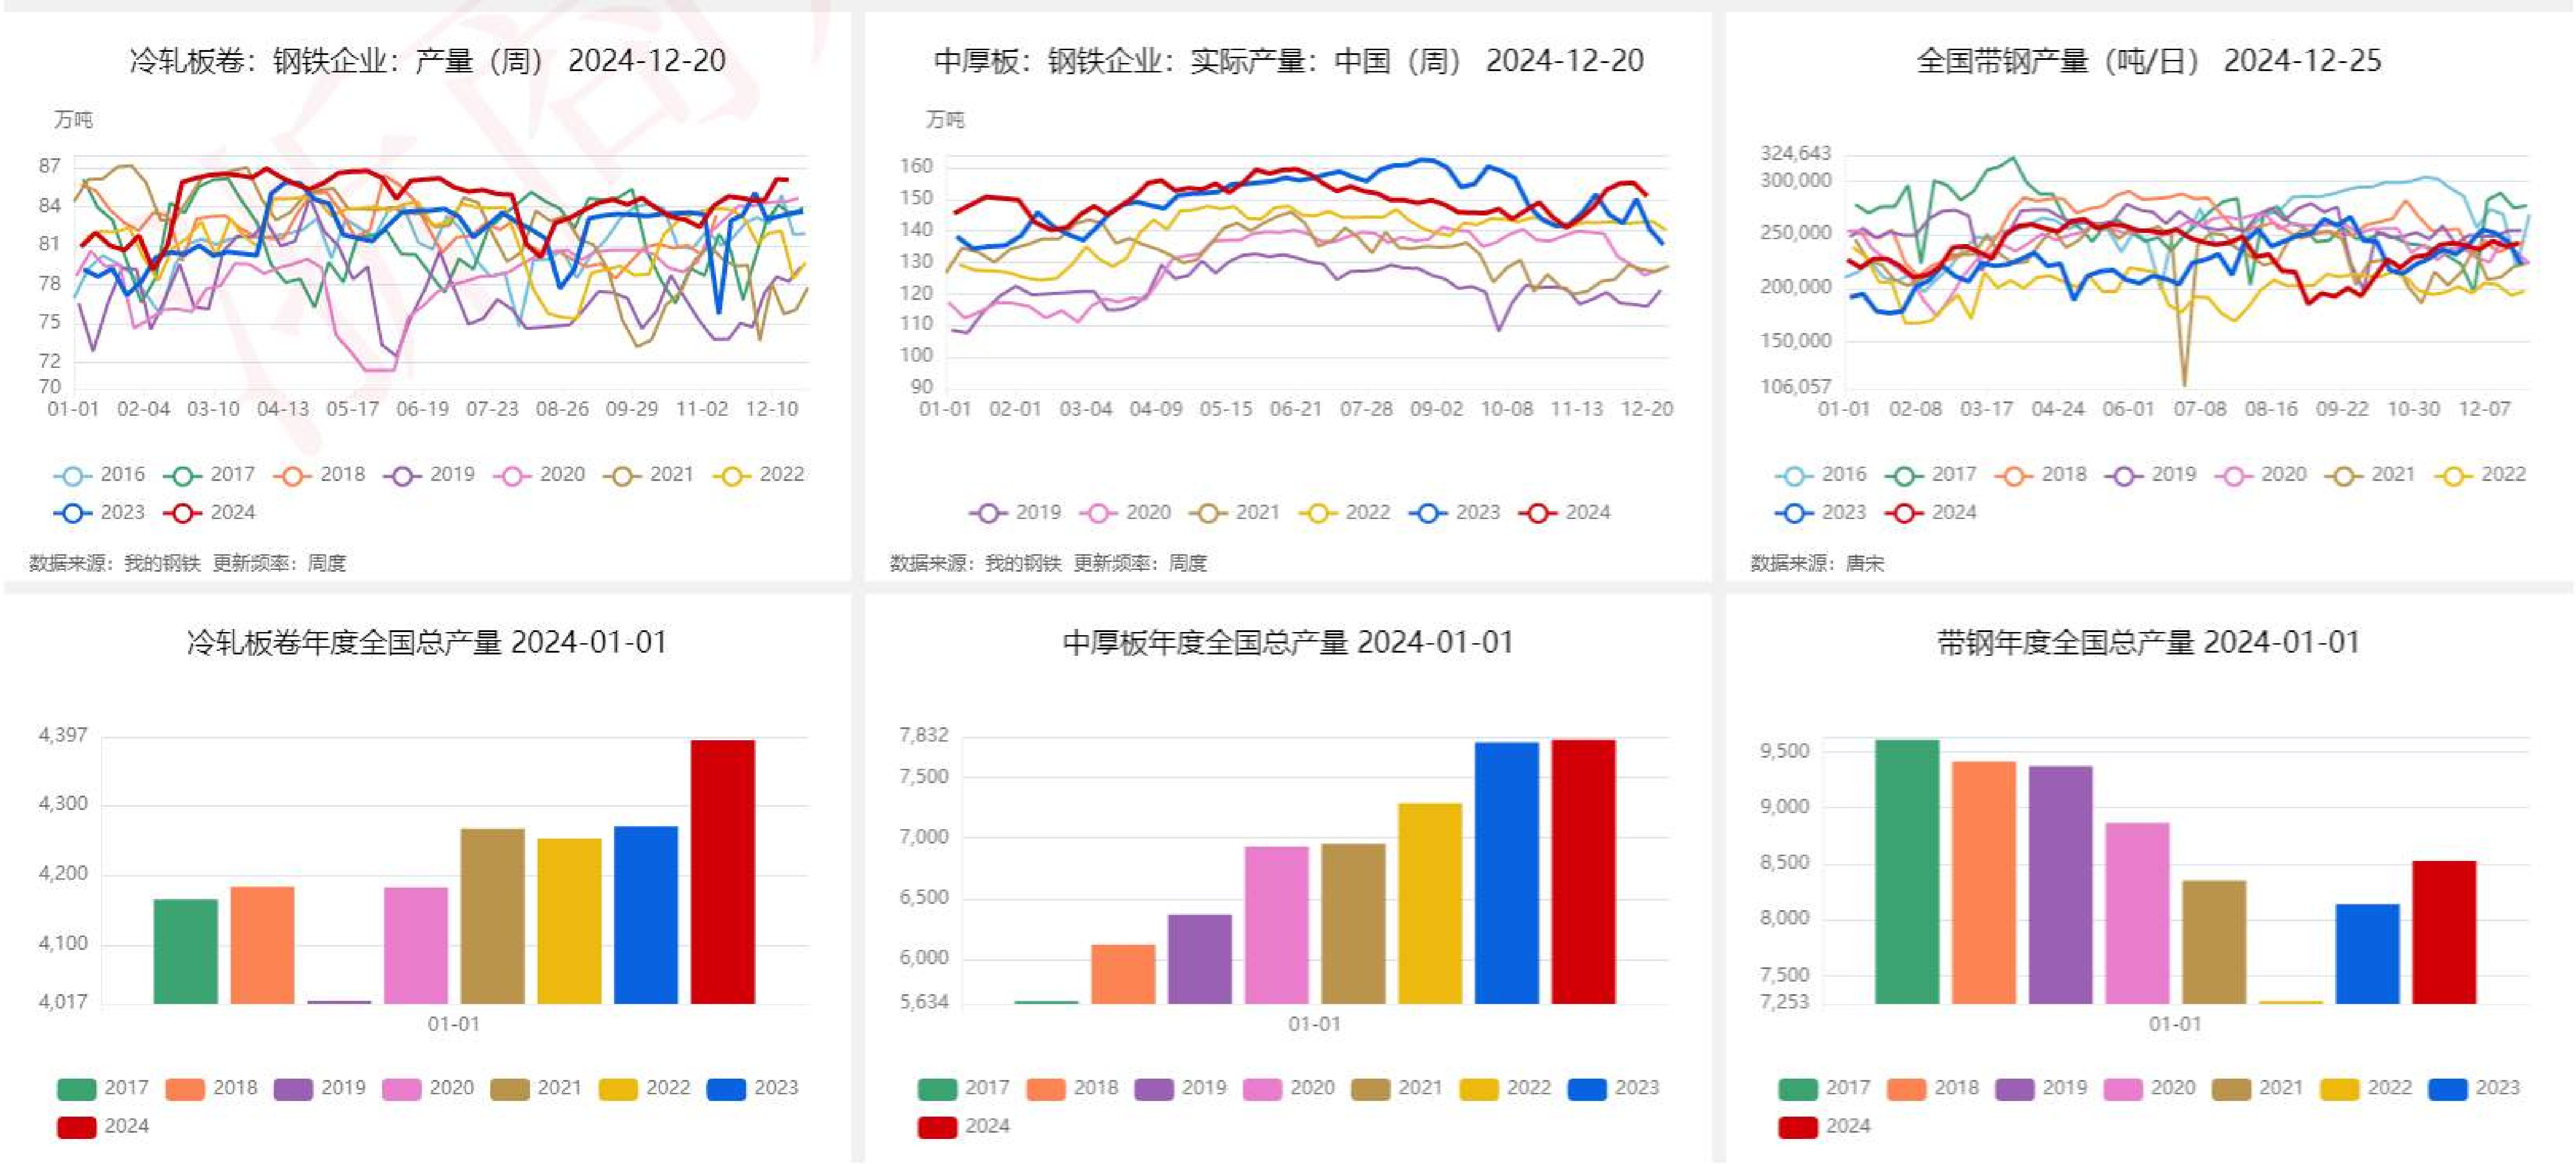 冷轧板卷：钢铁企业：产量（周） 2024-12-20
万吨
87
84
81
78
75
72
70
01-01 02-04 03-10 04-13 05-17 06-19 07-23 08-26 09-29 11-02 12-10
2016 2017 2018 2019 2020 2021 2022
2023 2024
数据来源：我的钢铁 更新频率：周度
中厚板：钢铁企业：实际产量：中国（周） 2024-12-20
万吨
160
150
140
130
120
110
100
90
01-01 02-01 03-04 04-09 05-15 06-21 07-28 09-02 10-08 11-13 12-20
2019 2020 2021 2022 2023 2024
数据来源：我的钢铁 更新频率：周度
全国带钢产量（吨/日） 2024-12-25
324,643
300,000
250,000
200,000
150,000
106,057
01-01 02-08 03-17 04-24 06-01 07-08 08-16 09-22 10-30 12-07
2016 2017 2018 2019 2020 2021 2022
2023 2024
数据来源：唐宋
冷轧板卷年度全国总产量 2024-01-01
4,397
4,300
4,200
4,100
4,017
01-01
2017 2018 2019 2020 2021 2022 2023
2024
中厚板年度全国总产量 2024-01-01
7,832
7,500
7,000
6,500
6,000
5,634
01-01
2017 2018 2019 2020 2021 2022 2023
2024
带钢年度全国总产量 2024-01-01
9,500
9,000
8,500
8,000
7,500
7,253
01-01
2017 2018 2019 2020 2021 2022 2023
2024